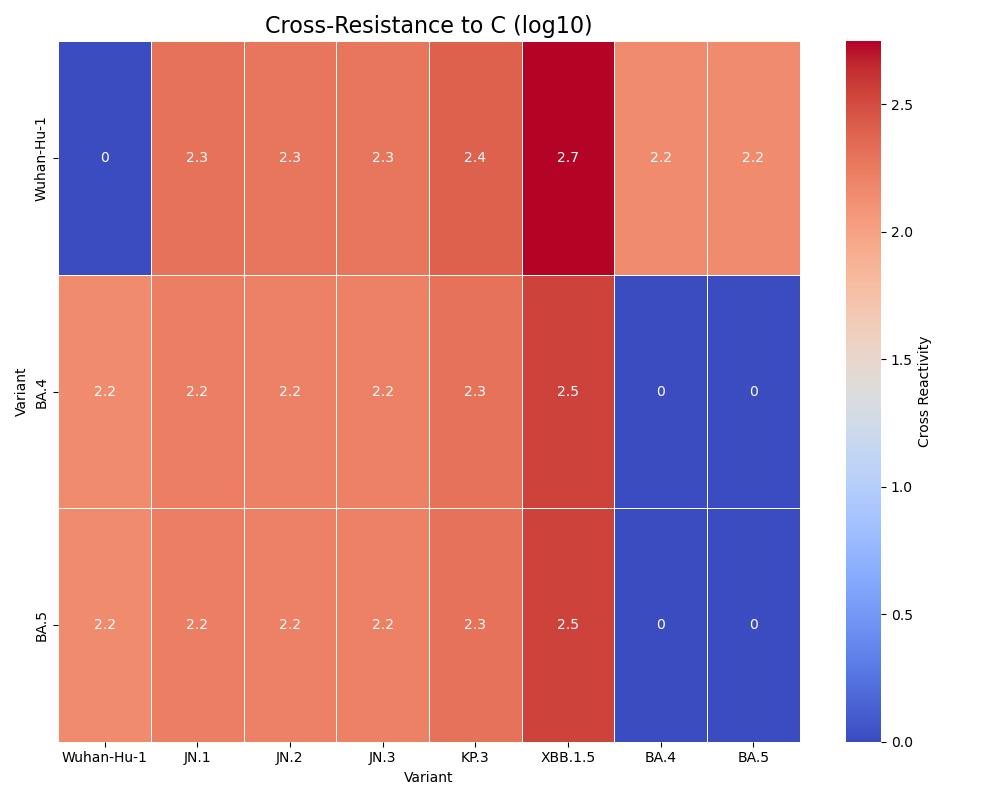 Cross-Resistance to C (log10)
Wuhan-Hu-1
0 2.3 2.3 2.3 2.4 2.7 2.2 2.2
Variant
BA.4
2.2 2.2 2.2 2.2 2.3 2.5 0 0
BA.5
2.2 2.2 2.2 2.2 2.3 2.5 0 0
Wuhan-Hu-1 JN.1 JN.2 JN.3 KP.3 XBB.1.5 BA.4 BA.5
Variant
2.5
2.0
1.5
1.0
0.5
0.0
Cross Reactivity